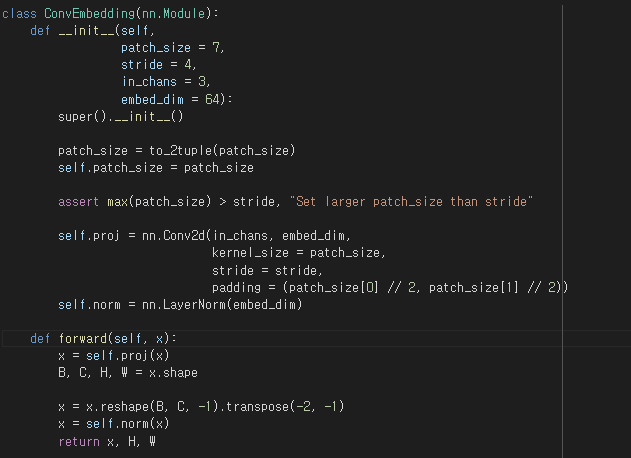 class ConvEmbedding(nn.Module):
    def __init__(self,
                 patch_size = 7,
                 stride = 4,
                 in_chans = 3,
                 embed_dim = 64):
        super().__init__()

        patch_size = to_2tuple(patch_size)
        self.patch_size = patch_size

        assert max(patch_size) > stride, "Set larger patch_size than stride"

        self.proj = nn.Conv2d(in_chans, embed_dim,
                              kernel_size = patch_size,
                              stride = stride,
                              padding = (patch_size[0] // 2, patch_size[1] // 2))
        self.norm = nn.LayerNorm(embed_dim)

    def forward(self, x):
        x = self.proj(x)
        B, C, H, W = x.shape

        x = x.reshape(B, C, -1).transpose(-2, -1)
        x = self.norm(x)
        return x, H, W